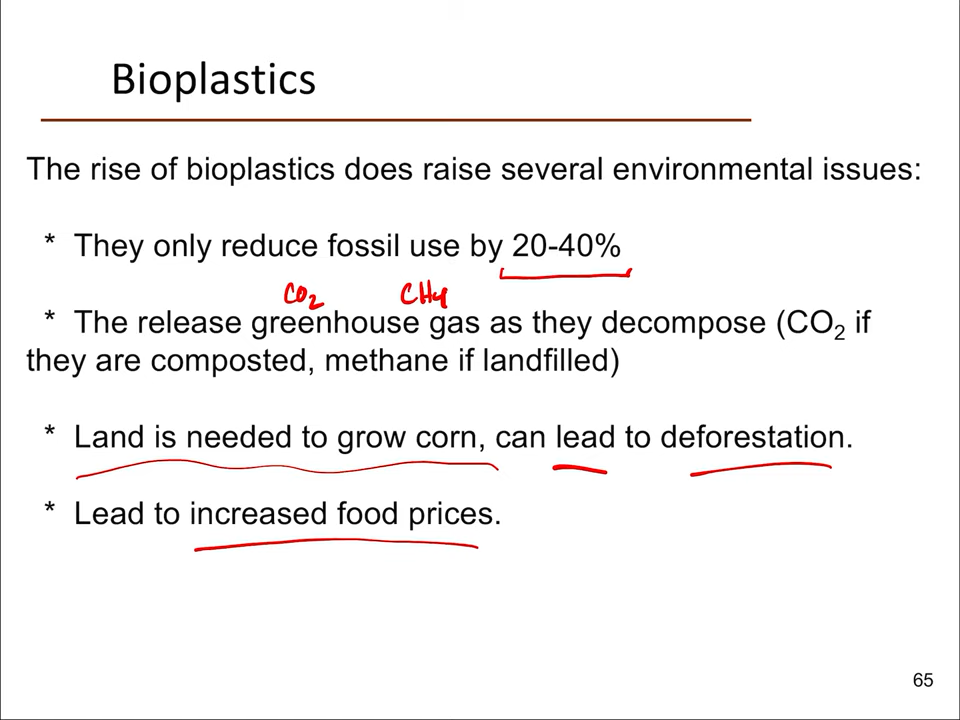 Bioplastics
The rise of bioplastics does raise several environmental issues:
* They only reduce fossil use by 20-40%
CO2 CH4
* The release greenhouse gas as they decompose (CO2 if
they are composted, methane if landfilled)
* Land is needed to grow corn, can lead to deforestation.
* Lead to increased food prices.
65